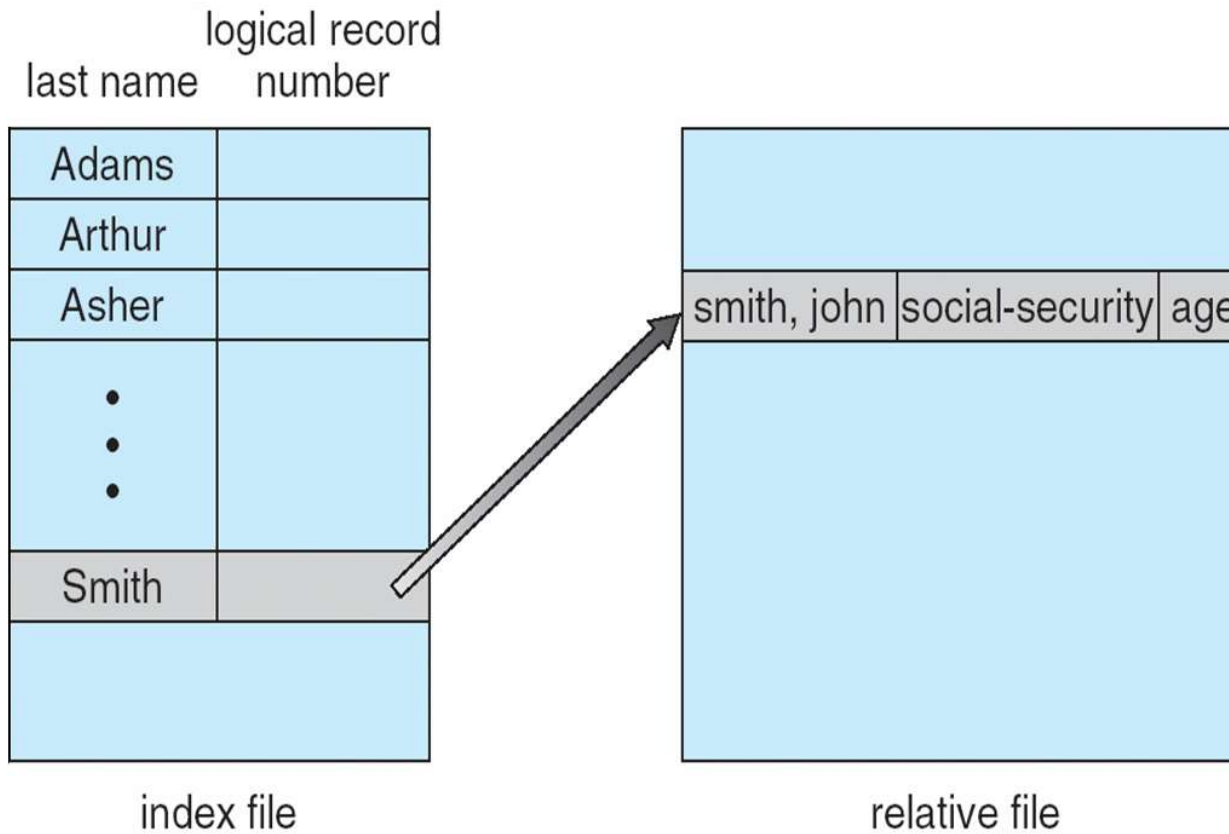 logical record
last name number
Adams
Arthur
Asher
Smith
smith, john social-security age
index file relative file